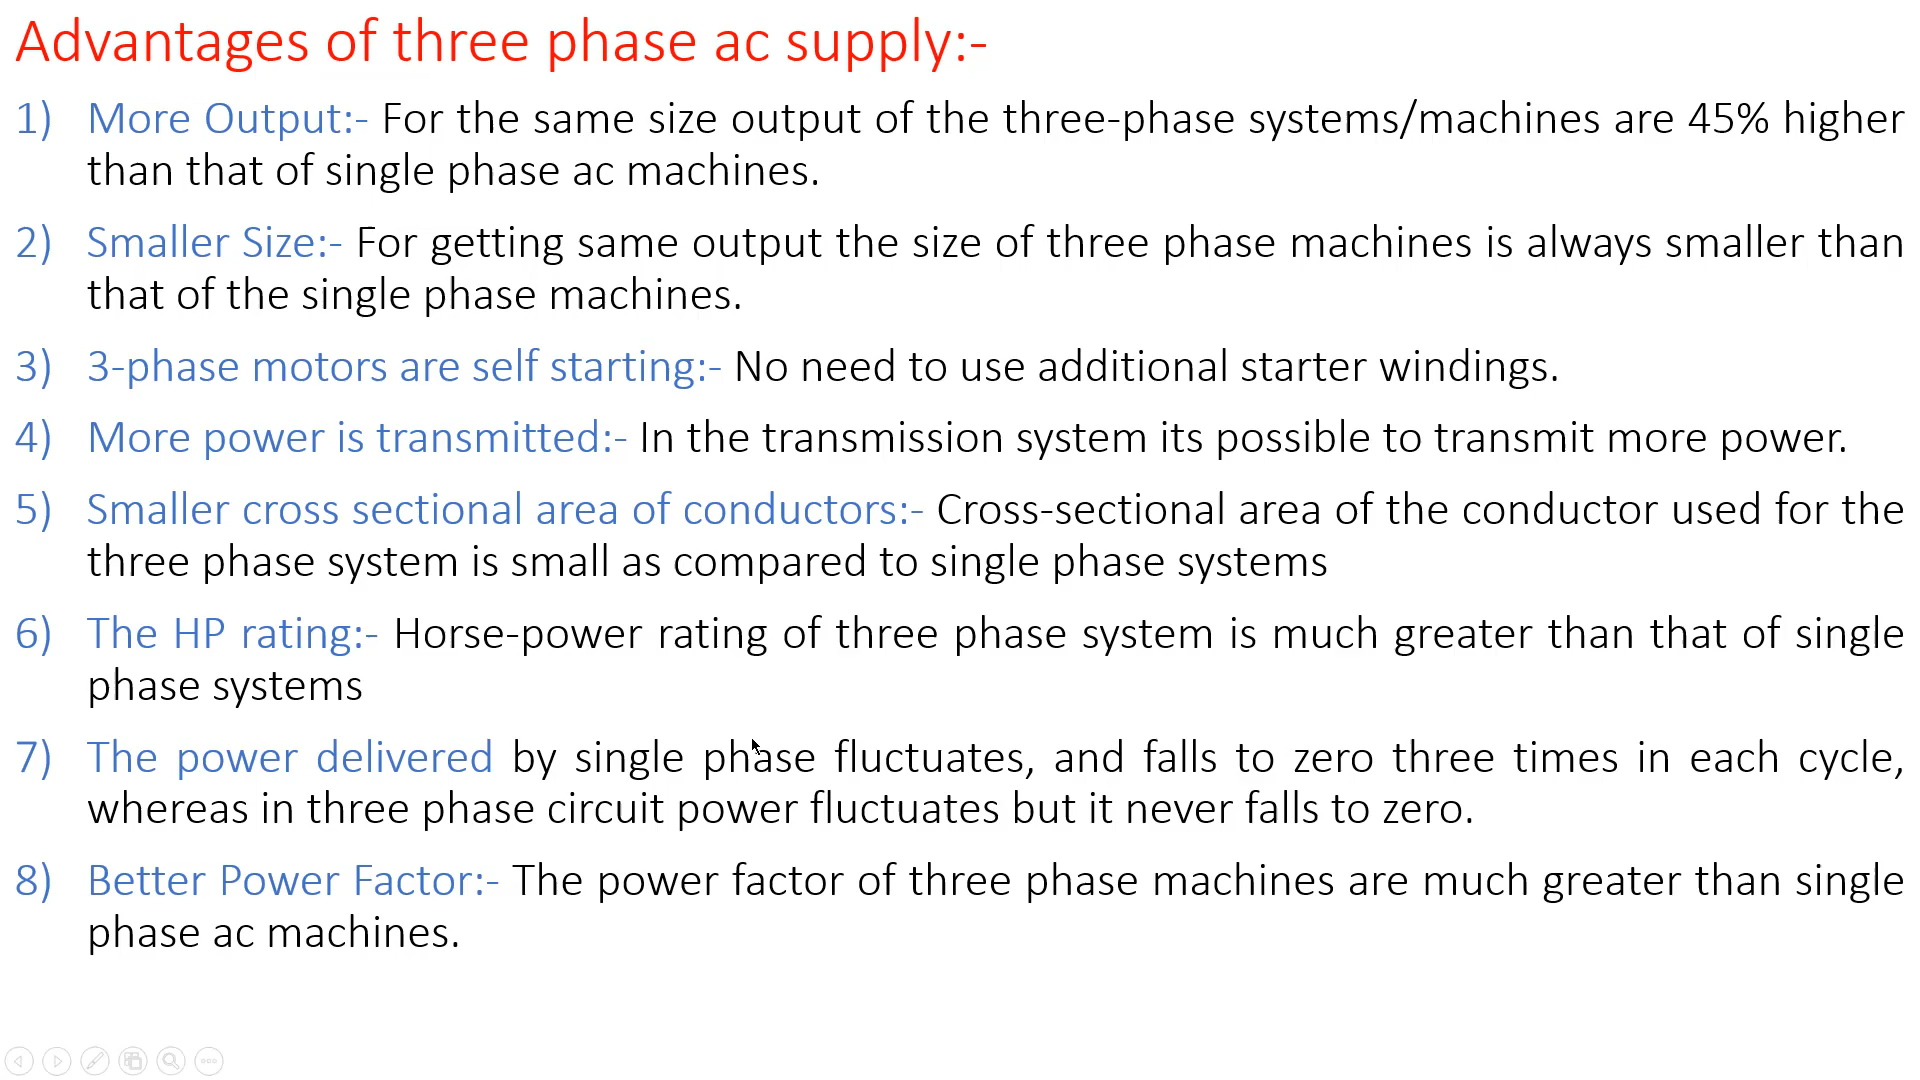 Advantages of three phase ac supply:-
1) More Output:- For the same size output of the three-phase systems/machines are 45% higher
than that of single phase ac machines.
2) Smaller Size:- For getting same output the size of three phase machines is always smaller than
that of the single phase machines.
3) 3-phase motors are self starting:- No need to use additional starter windings.
4) More power is transmitted:- In the transmission system its possible to transmit more power.
5) Smaller cross sectional area of conductors:- Cross-sectional area of the conductor used for the
three phase system is small as compared to single phase systems
6) The HP rating:- Horse-power rating of three phase system is much greater than that of single
phase systems
7) The power delivered by single phase fluctuates, and falls to zero three times in each cycle,
whereas in three phase circuit power fluctuates but it never falls to zero.
8) Better Power Factor:- The power factor of three phase machines are much greater than single
phase ac machines.